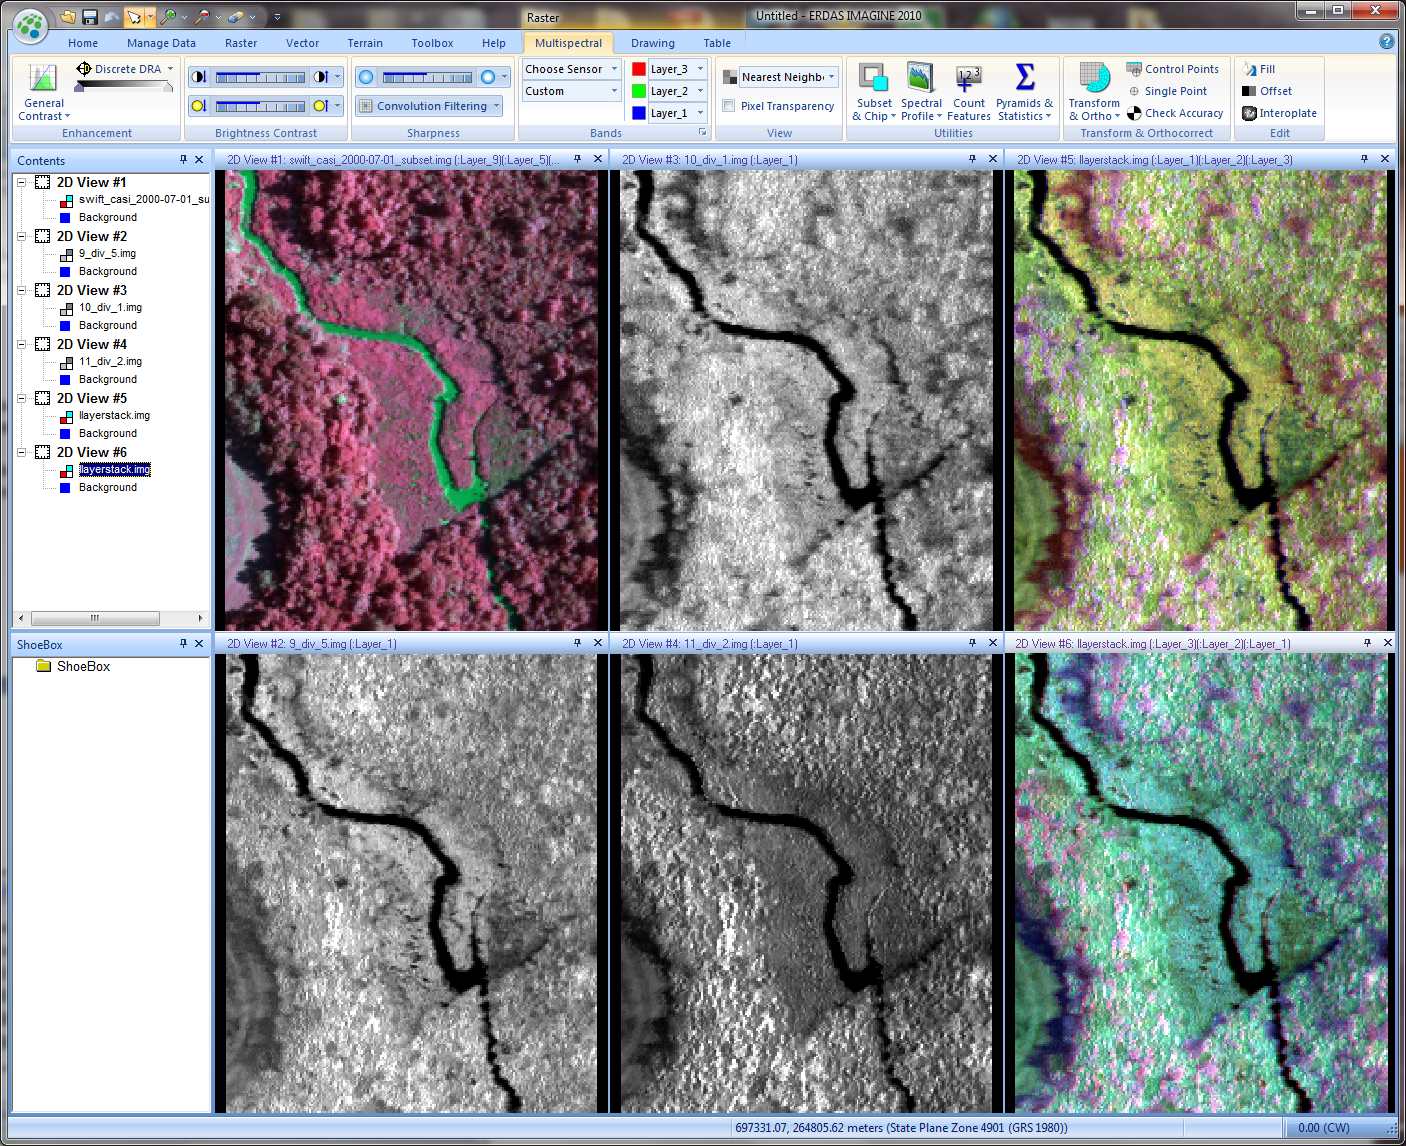 Raster
Untitled - ERDAS IMAGINE 2010
Home Manage Data Raster Vector Terrain Toolbox Help Multispectral Drawing Table
General Contrast
Discrete DRA
Enhancement
Brightness Contrast
Convolution Filtering
Sharpness
Choose Sensor
Custom
Layer_3
Layer_2
Layer_1
Bands
Nearest Neighb
Pixel Transparency
View
Subset & Chip
Spectral Profile
Count Features
Pyramids & Statistics
Utilities
Transform & Ortho
Control Points
Single Point
Check Accuracy
Transform & Orthocorrect
Fill
Offset
Interoplate
Edit
Contents
2D View #1
swift_casi_2000-07-01_su
Background
2D View #2
9_div_5.img
Background
2D View #3
10_div_1.img
Background
2D View #4
11_div_2.img
Background
2D View #5
llayerstack.img
Background
2D View #6
llayerstack.img
Background
ShoeBox
ShoeBox
2D View #1: swift_casi_2000-07-01_subset.img (:Layer_9)(:Layer_5)(...
2D View #3: 10_div_1.img (:Layer_1)
2D View #5: llayerstack.img (:Layer_1)(:Layer_2)(:Layer_3)
2D View #2: 9_div_5.img (:Layer_1)
2D View #4: 11_div_2.img (:Layer_1)
2D View #6: llayerstack.img (:Layer_3)(:Layer_2)(:Layer_1)
697331.07, 264805.62 meters (State Plane Zone 4901 (GRS 1980))
0.00 (CW)